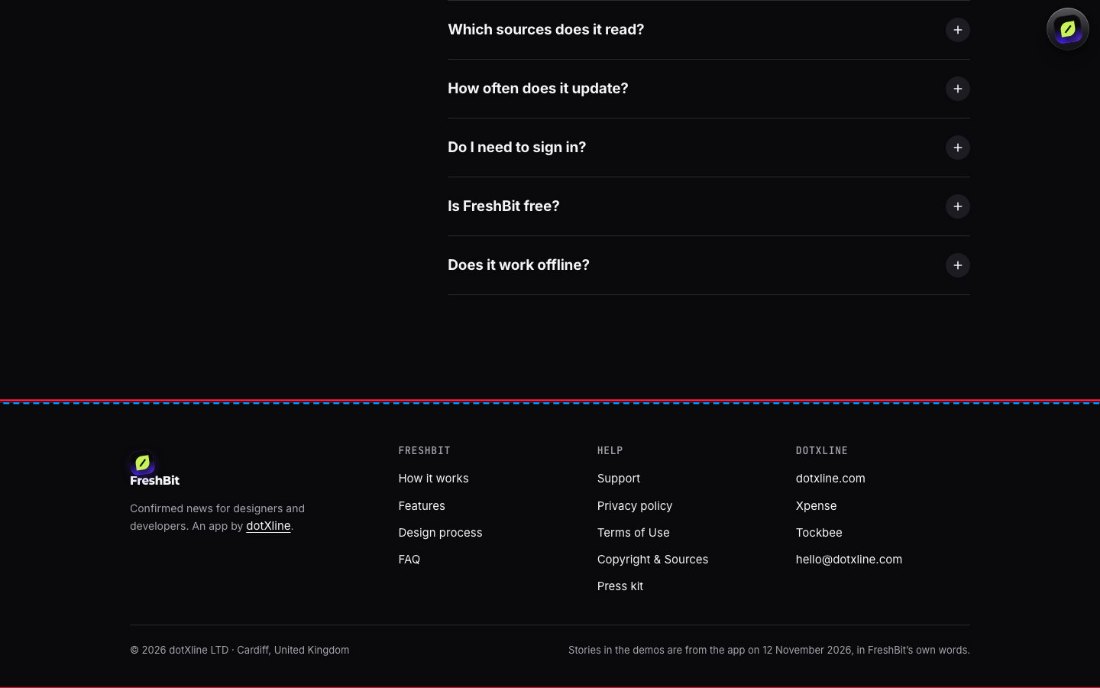 Which sources does it read?
How often does it update?
Do I need to sign in?
Is FreshBit free?
Does it work offline?
FreshBit
Confirmed news for designers and
developers. An app by dotXline.
FRESHBIT
How it works
Features
Design process
FAQ
HELP
Support
Privacy policy
Terms of Use
Copyright & Sources
Press kit
DOTXLINE
dotxline.com
Xpense
Tockbee
hello@dotxline.com
© 2026 dotXline LTD · Cardiff, United Kingdom
Stories in the demos are from the app on 12 November 2026, in FreshBit's own words.